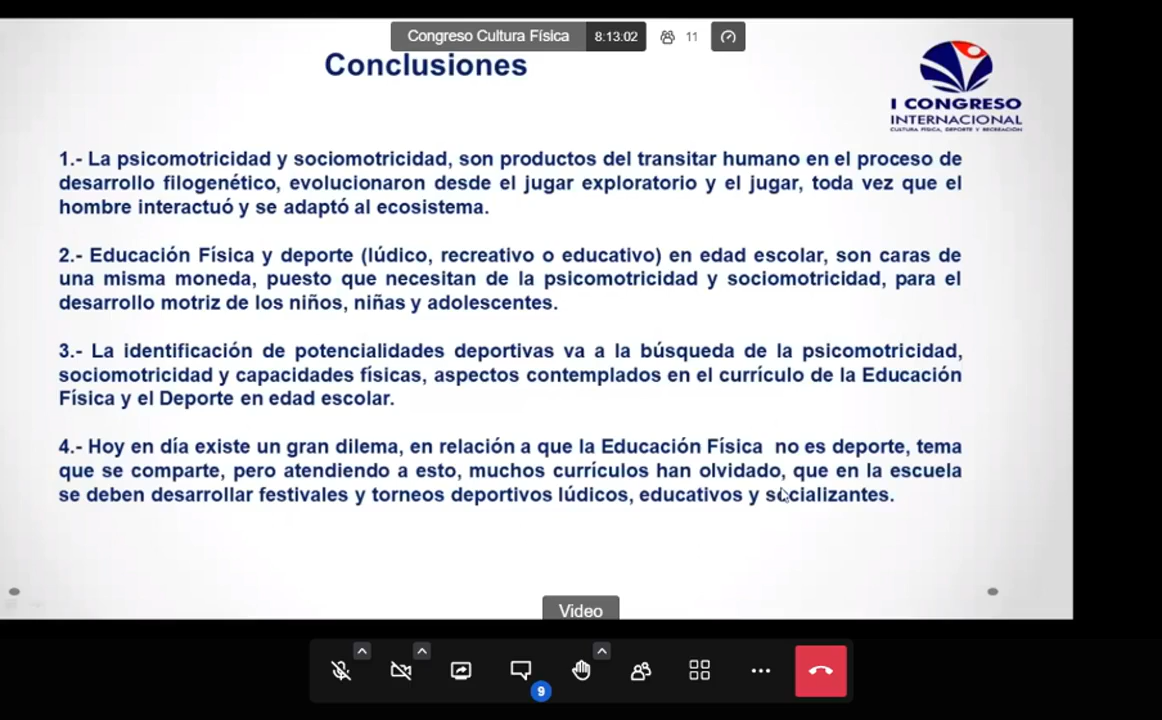 Congreso Cultura Física 8:13:02 11
Conclusiones
I CONGRESO
INTERNACIONAL
CULTURA FÍSICA, DEPORTE Y RECREACIÓN
1.- La psicomotricidad y sociomotricidad, son productos del transitar humano en el proceso de
desarrollo filogenético, evolucionaron desde el jugar exploratorio y el jugar, toda vez que el
hombre interactuó y se adaptó al ecosistema.
2.- Educación Física y deporte (lúdico, recreativo o educativo) en edad escolar, son caras de
una misma moneda, puesto que necesitan de la psicomotricidad y sociomotricidad, para el
desarrollo motriz de los niños, niñas y adolescentes.
3.- La identificación de potencialidades deportivas va a la búsqueda de la psicomotricidad,
sociomotricidad y capacidades físicas, aspectos contemplados en el currículo de la Educación
Física y el Deporte en edad escolar.
4.- Hoy en día existe un gran dilema, en relación a que la Educación Física no es deporte, tema
que se comparte, pero atendiendo a esto, muchos currículos han olvidado, que en la escuela
se deben desarrollar festivales y torneos deportivos lúdicos, educativos y socializantes.
Video
9